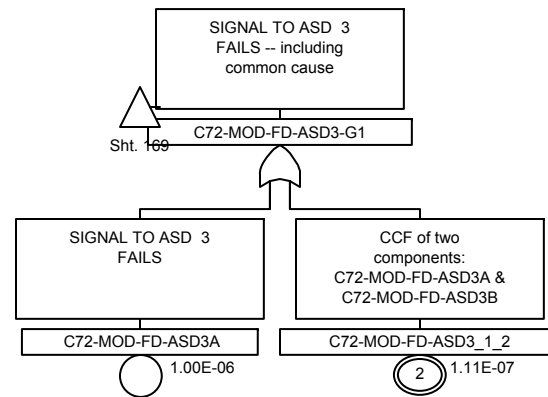 SIGNAL TO ASD 3
FAILS -- including
common cause
Sht. 169
C72-MOD-FD-ASD3-G1
SIGNAL TO ASD 3
FAILS
C72-MOD-FD-ASD3A
1.00E-06
CCF of two
components:
C72-MOD-FD-ASD3A &
C72-MOD-FD-ASD3B
C72-MOD-FD-ASD3_1_2
2
1.11E-07